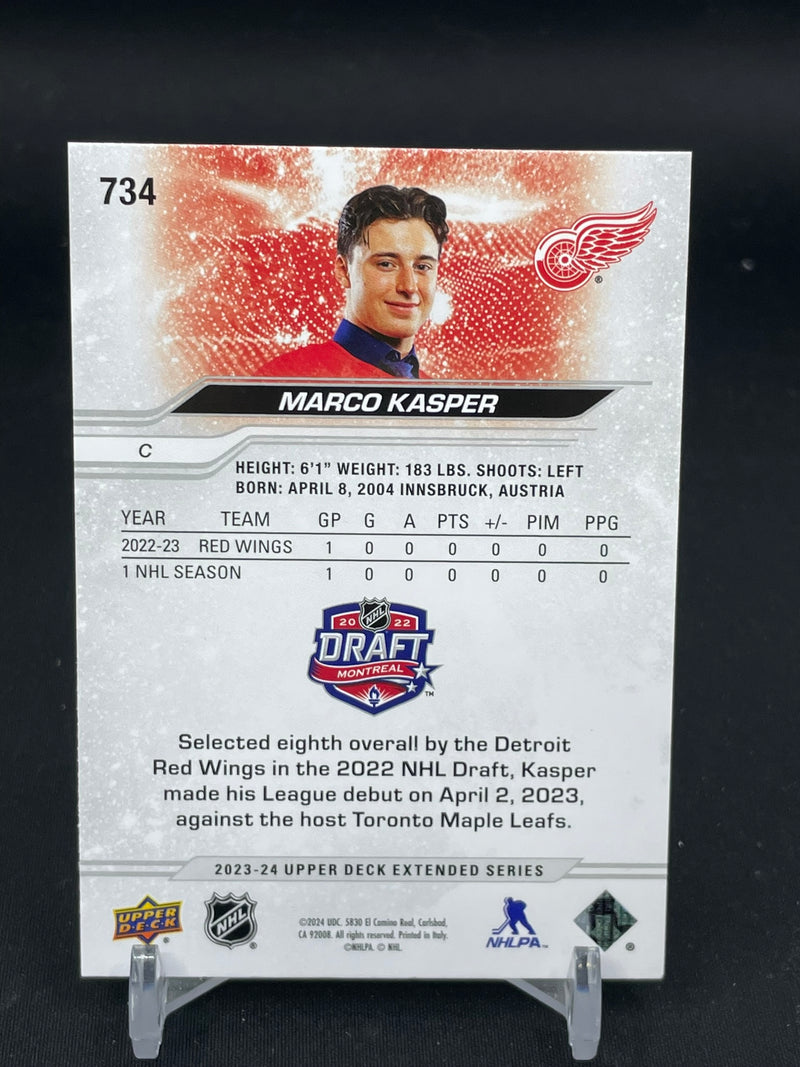 734
MARCO KASPER
C
HEIGHT: 6'1" WEIGHT: 183 LBS. SHOOTS: LEFT
BORN: APRIL 8, 2004 INNSBRUCK, AUSTRIA
YEAR TEAM GP G A PTS +/- PIM PPG
2022-23 RED WINGS 1 0 0 0 0 0 0
1 NHL SEASON 1 0 0 0 0 0 0
NHL
20 22
DRAFT
MONTREAL
TM
Selected eighth overall by the Detroit
Red Wings in the 2022 NHL Draft, Kasper
made his League debut on April 2, 2023,
against the host Toronto Maple Leafs.
2023-24 UPPER DECK EXTENDED SERIES
UPPER
DECK
NHL
©2024 UDC. 5830 El Camino Real, Carlsbad,
CA 92008. All rights reserved. Printed in Italy.
©NHLPA. © NHL.
NHLPA